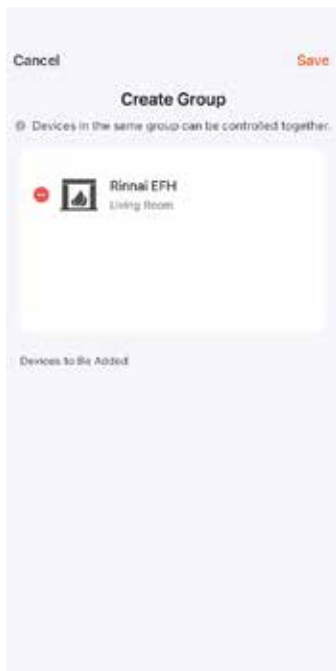 Cancel
Save
Create Group
Devices in the same group can be controlled together.
Rinnai EFH
Living Room
Devices to Be Added